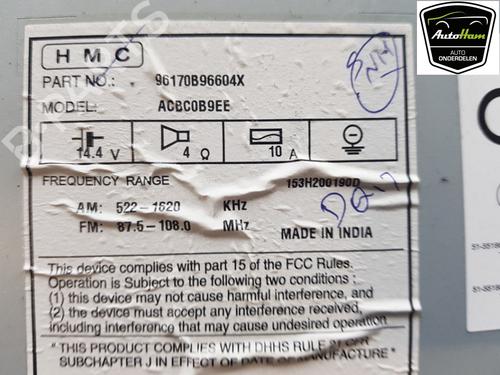 HMC
PART NO.: 96170B96604X
MODEL: ACBC0B9EE
14.4 V
4 Ω
10 A
FREQUENCY RANGE 153H200190D
AM: 522-1620 KHz
FM: 87.5-108.0 MHz
MADE IN INDIA
This device complies with part 15 of the FCC Rules.
Operation is Subject to the following two conditions :
(1) this device may not cause harmful interference, and
(2) the device must accept any interference received,
including interference that may cause undesired operation
"THIS PRODUCT COMPLIES WITH DHHS RULE 21 CFR
SUBCHAPTER J IN EFFECT OF DATE OF MANUFACTURE"
NH
AutoHam
AUTO
ONDERDELEN